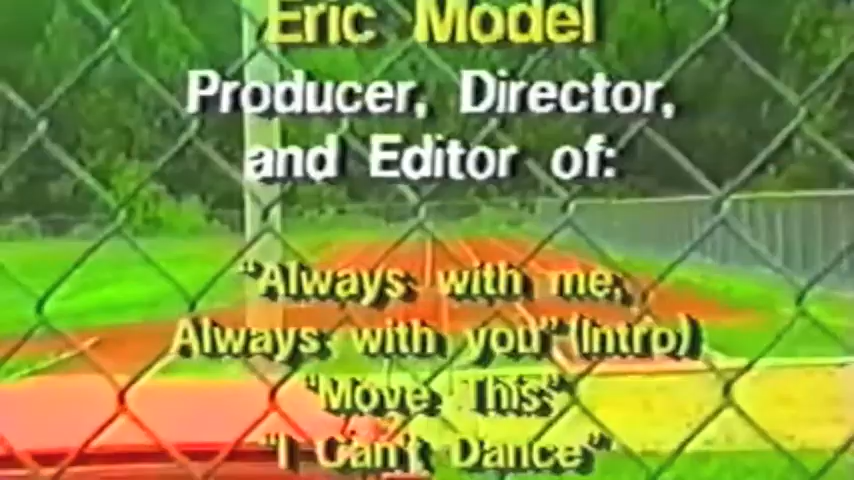 Eric Model
Producer, Director,
and Editor of:
"Always with me,
Always with you" (Intro)
"Move This"
"I Can't Dance"